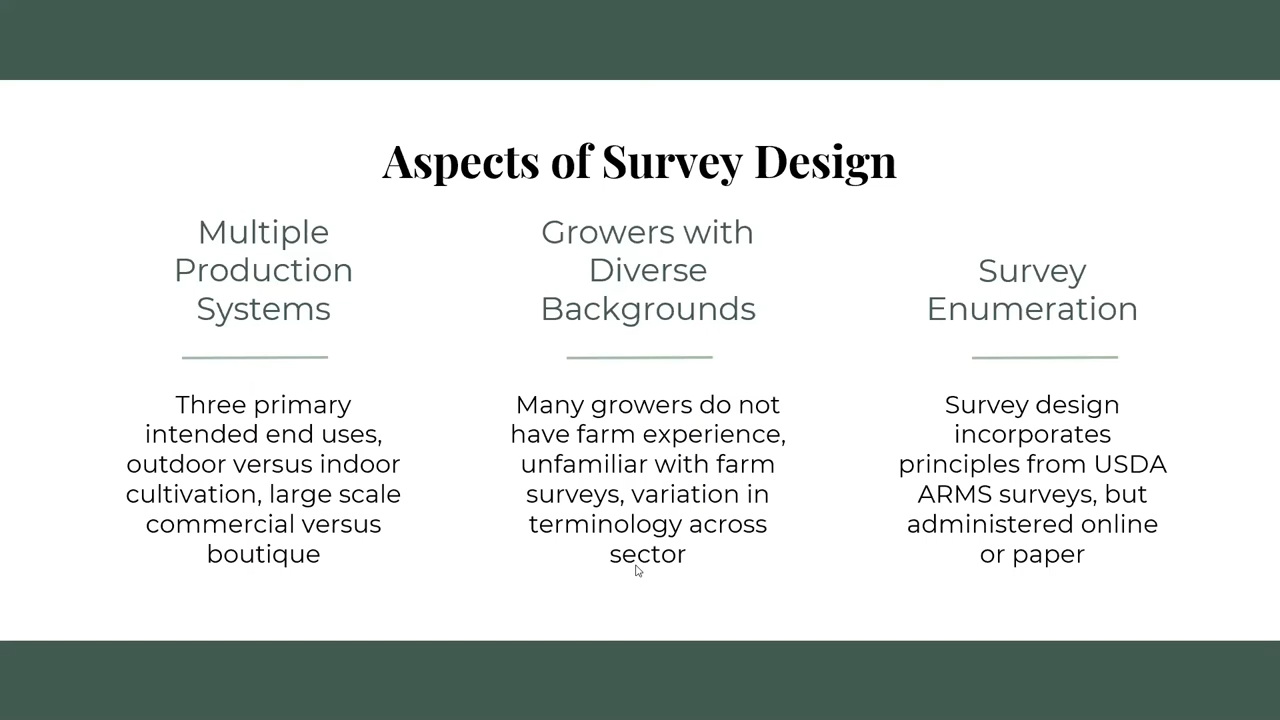 Aspects of Survey Design
Multiple
Production
Systems
Three primary
intended end uses,
outdoor versus indoor
cultivation, large scale
commercial versus
boutique
Growers with
Diverse
Backgrounds
Many growers do not
have farm experience,
unfamiliar with farm
surveys, variation in
terminology across
sector
Survey
Enumeration
Survey design
incorporates
principles from USDA
ARMS surveys, but
administered online
or paper